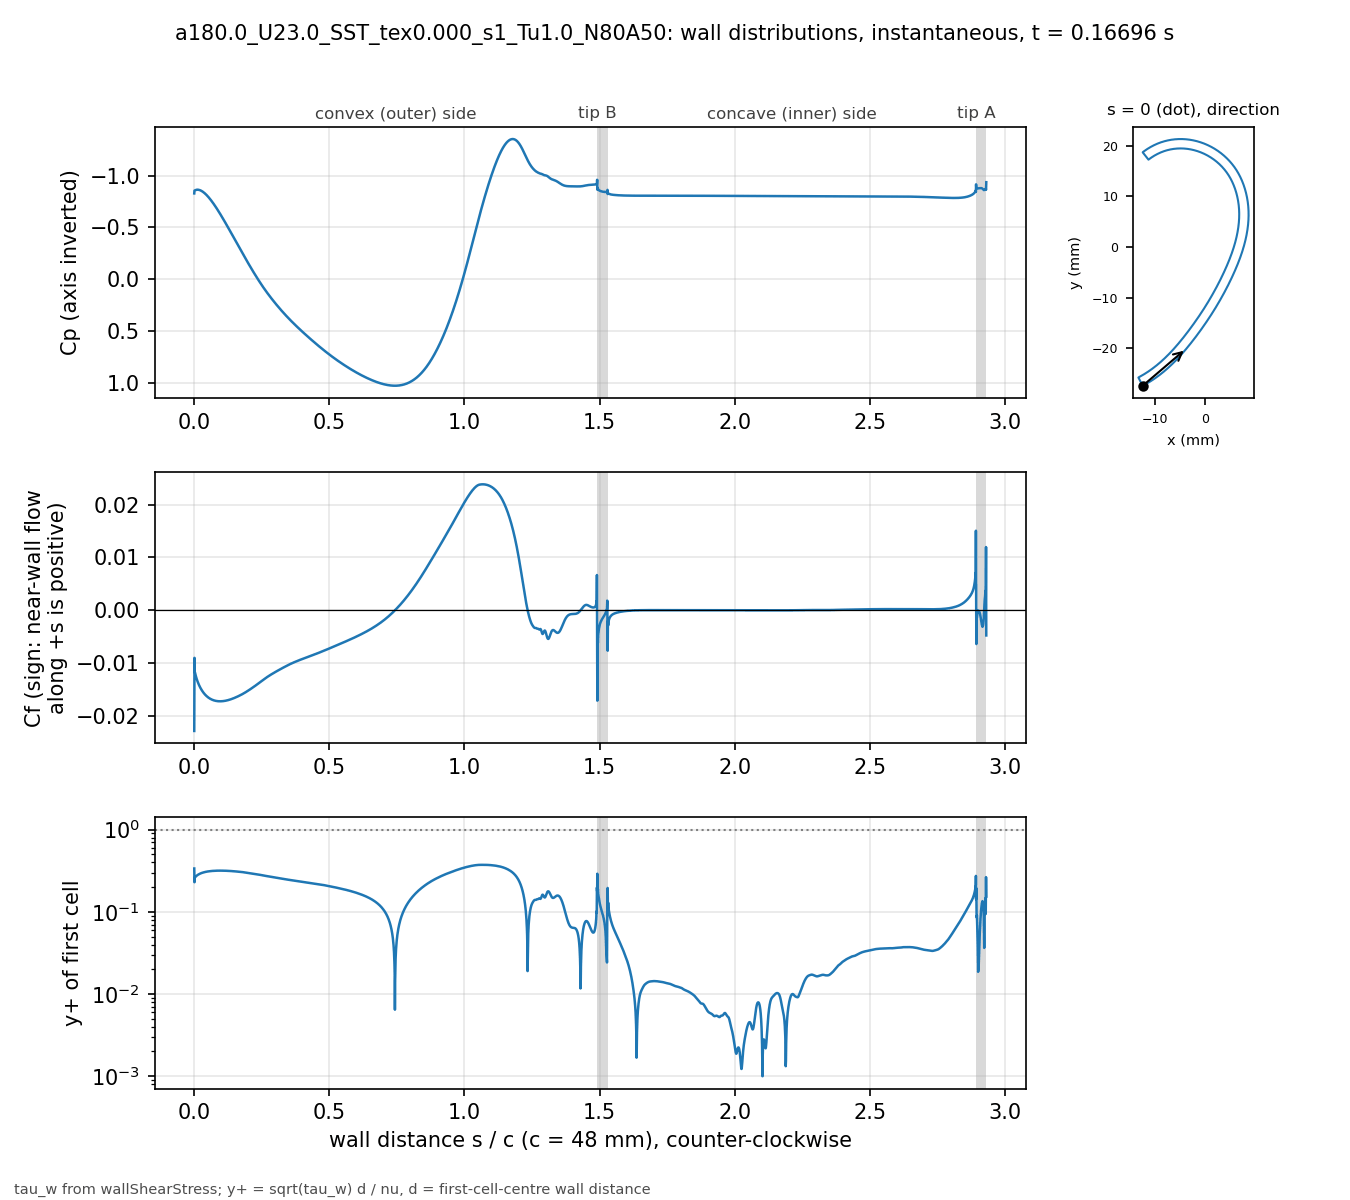 a180.0_U23.0_SST_tex0.000_s1_Tu1.0_N80A50: wall distributions, instantaneous, t = 0.16696 s
convex (outer) side
tip B
concave (inner) side
tip A
Cp (axis inverted)
−1.0
−0.5
0.0
0.5
1.0
0.0 0.5 1.0 1.5 2.0 2.5 3.0
s = 0 (dot), direction
y (mm)
20
10
0
−10
−20
−10 0
x (mm)
Cf (sign: near-wall flow
along +s is positive)
0.02
0.01
0.00
−0.01
−0.02
0.0 0.5 1.0 1.5 2.0 2.5 3.0
y+ of first cell
10⁰
10⁻¹
10⁻²
10⁻³
0.0 0.5 1.0 1.5 2.0 2.5 3.0
wall distance s / c (c = 48 mm), counter-clockwise
tau_w from wallShearStress; y+ = sqrt(tau_w) d / nu, d = first-cell-centre wall distance